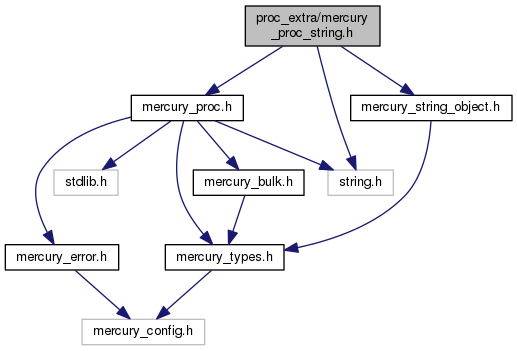 proc_extra/mercury
_proc_string.h
mercury_proc.h
mercury_string_object.h
stdlib.h
mercury_bulk.h
string.h
mercury_error.h
mercury_types.h
mercury_config.h